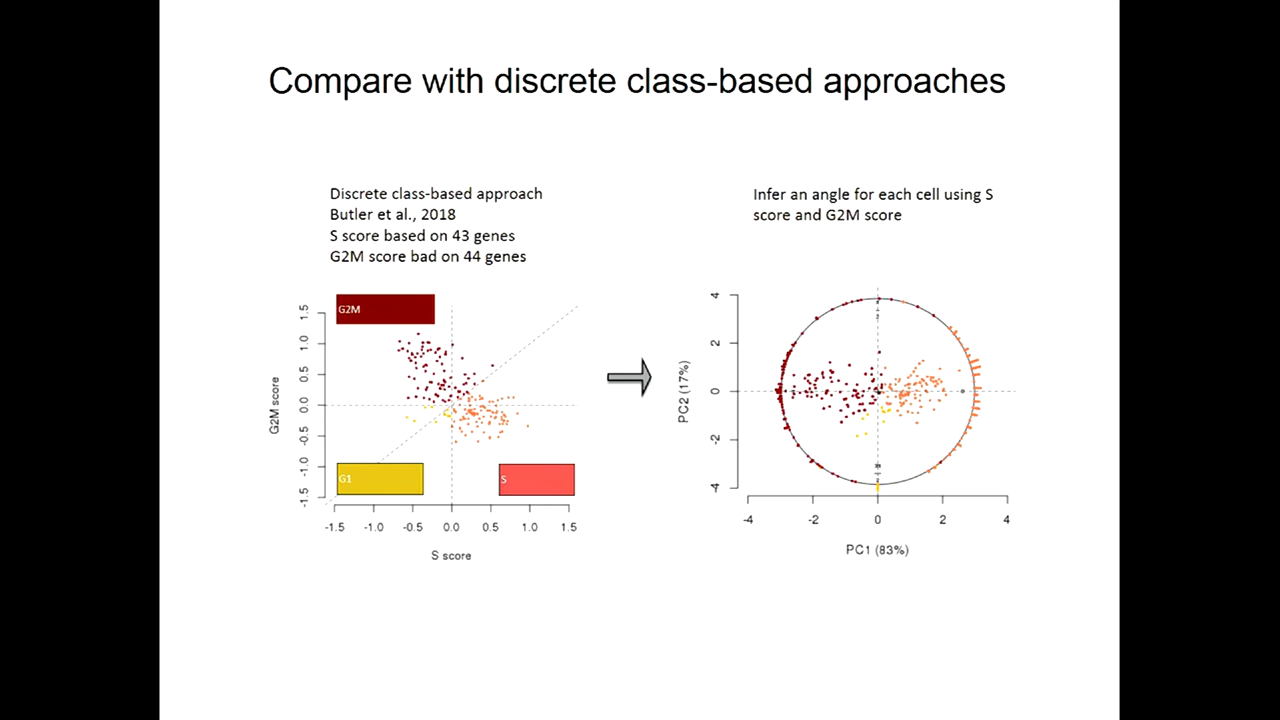 Compare with discrete class-based approaches
Discrete class-based approach
Butler et al., 2018
S score based on 43 genes
G2M score bad on 44 genes
Infer an angle for each cell using S
score and G2M score
G2M
G1
S
G2M score
1.5
1.0
0.5
0.0
-0.5
-1.0
-1.5
-1.5 -1.0 -0.5 0.0 0.5 1.0 1.5
S score
PC2 (17%)
4
2
0
-2
-4
-4 -2 0 2 4
PC1 (83%)